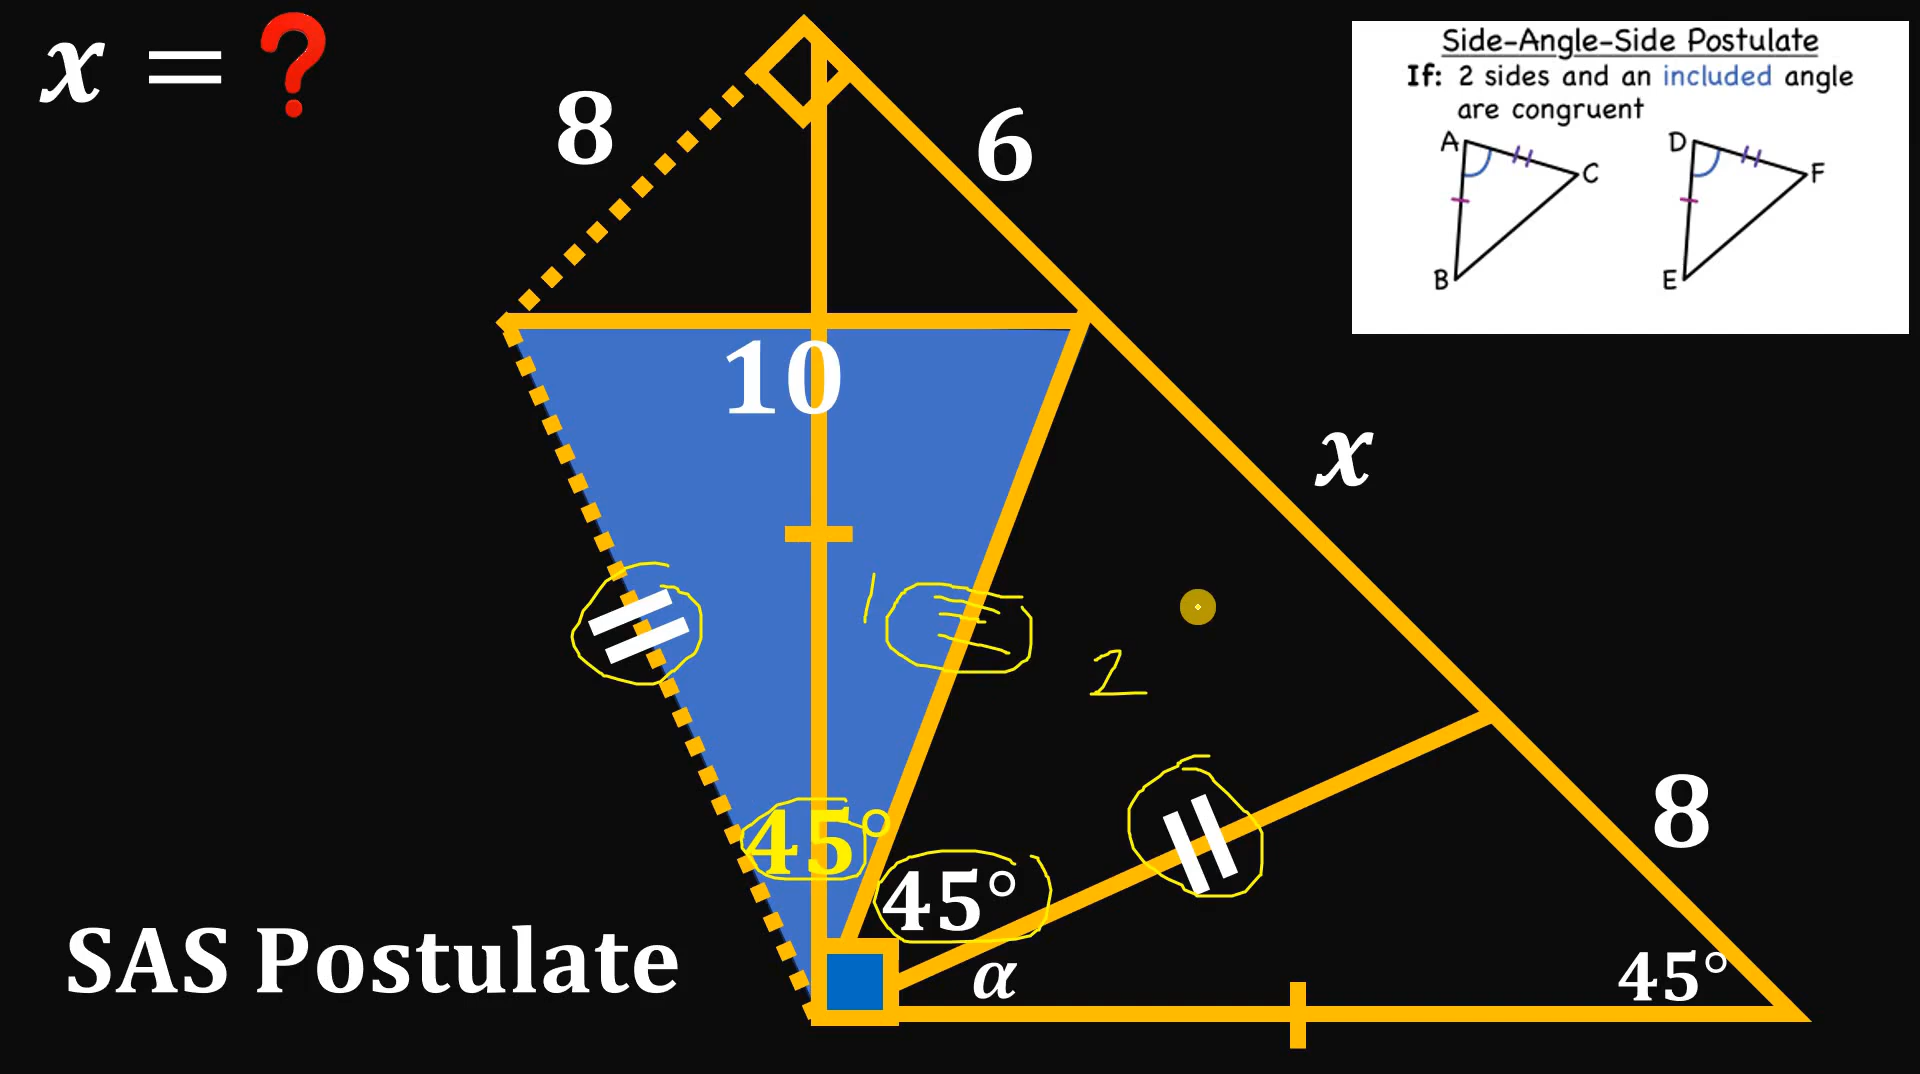 x = ?
Side-Angle-Side Postulate
If: 2 sides and an included angle
are congruent
A
C
B
D
F
E
8
6
10
x
1
2
45°
45°
8
α
45°
SAS Postulate